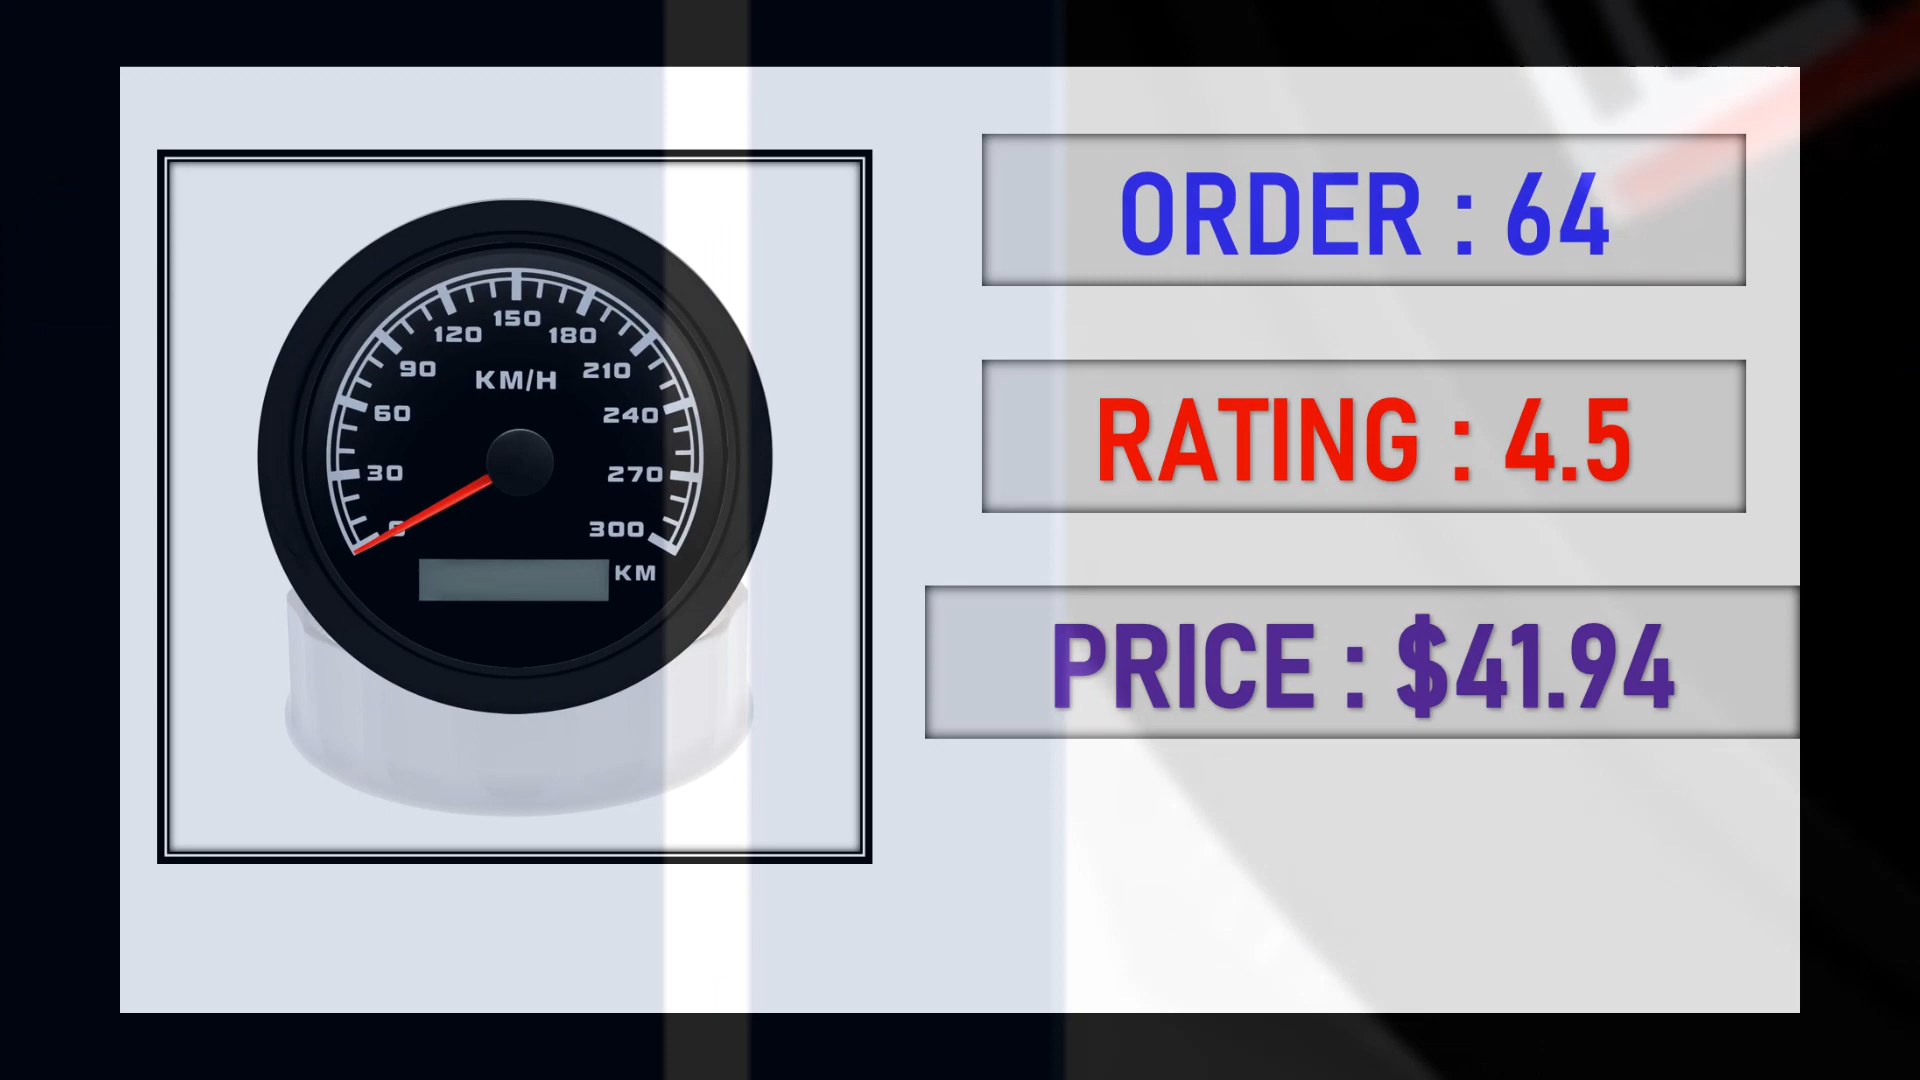 150
120 180
90 KM/H 210
60 240
30 270
0 300
KM
ORDER : 64
RATING : 4.5
PRICE : $41.94